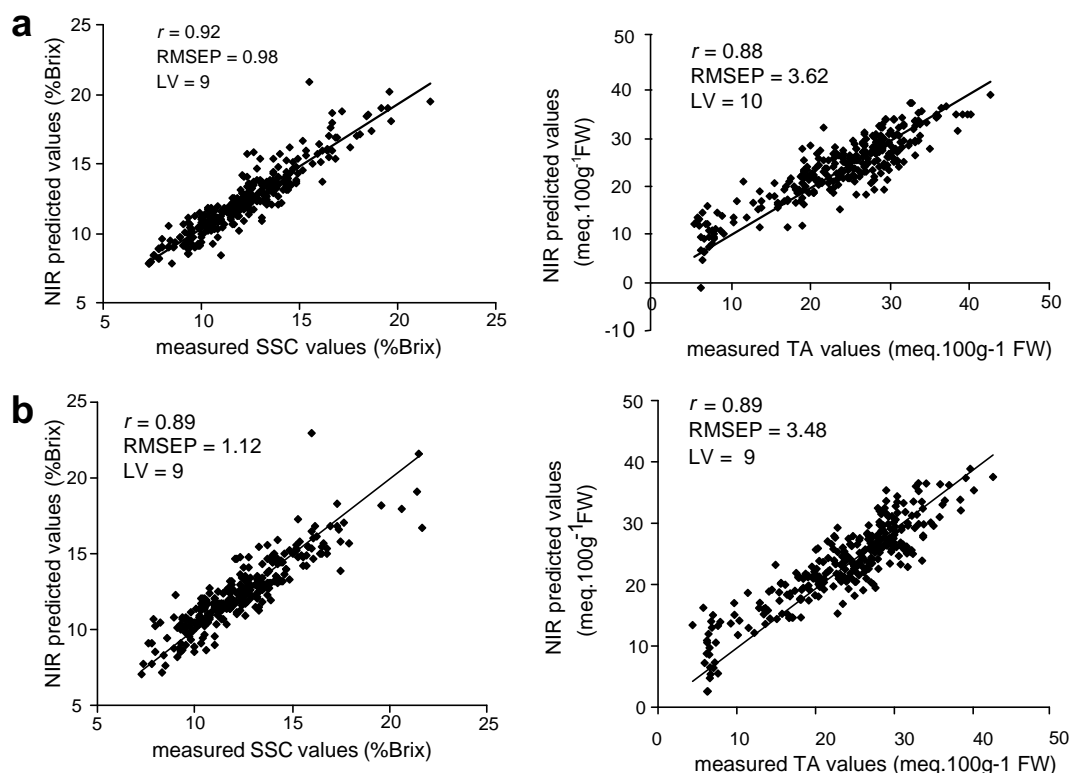 a
25
20
15
10
5
5
10
15
20
25
NIR predicted values (%Brix)
r = 0.92
RMSEP = 0.98
LV = 9
measured SSC values (%Brix)
50
40
30
20
10
0
-10
0
10
20
30
40
50
NIR predicted values
(meq.100g-1FW)
r = 0.88
RMSEP = 3.62
LV = 10
measured TA values (meq.100g-1 FW)
b
25
20
15
10
5
5
10
15
20
25
NIR predicted values (%Brix)
r = 0.89
RMSEP = 1.12
LV = 9
measured SSC values (%Brix)
50
40
30
20
10
0
0
10
20
30
40
50
NIR predicted values
(meq.100g-1FW)
r = 0.89
RMSEP = 3.48
LV = 9
measured TA values (meq.100g-1 FW)